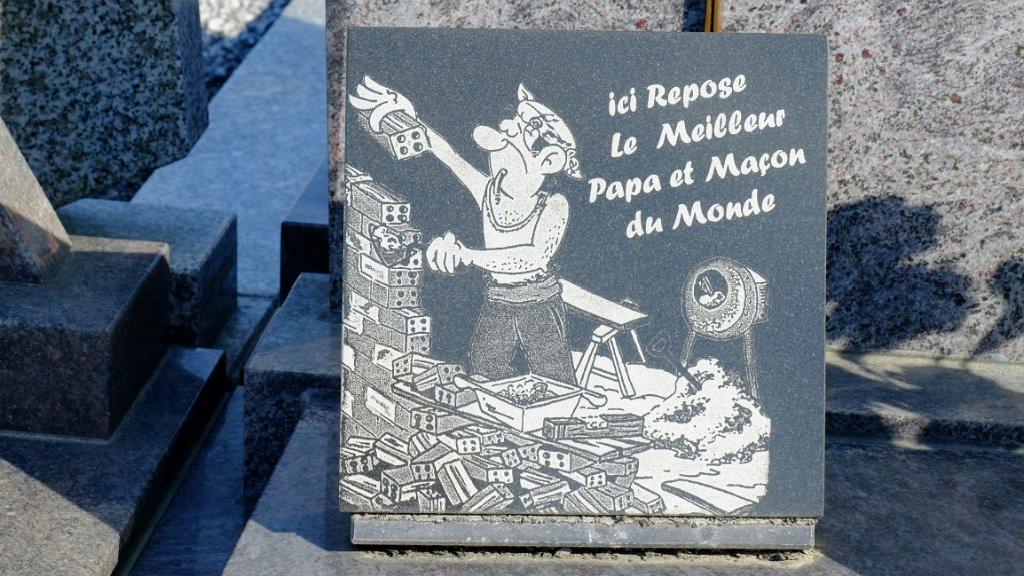 ici Repose
Le Meilleur
Papa et Maçon
du Monde